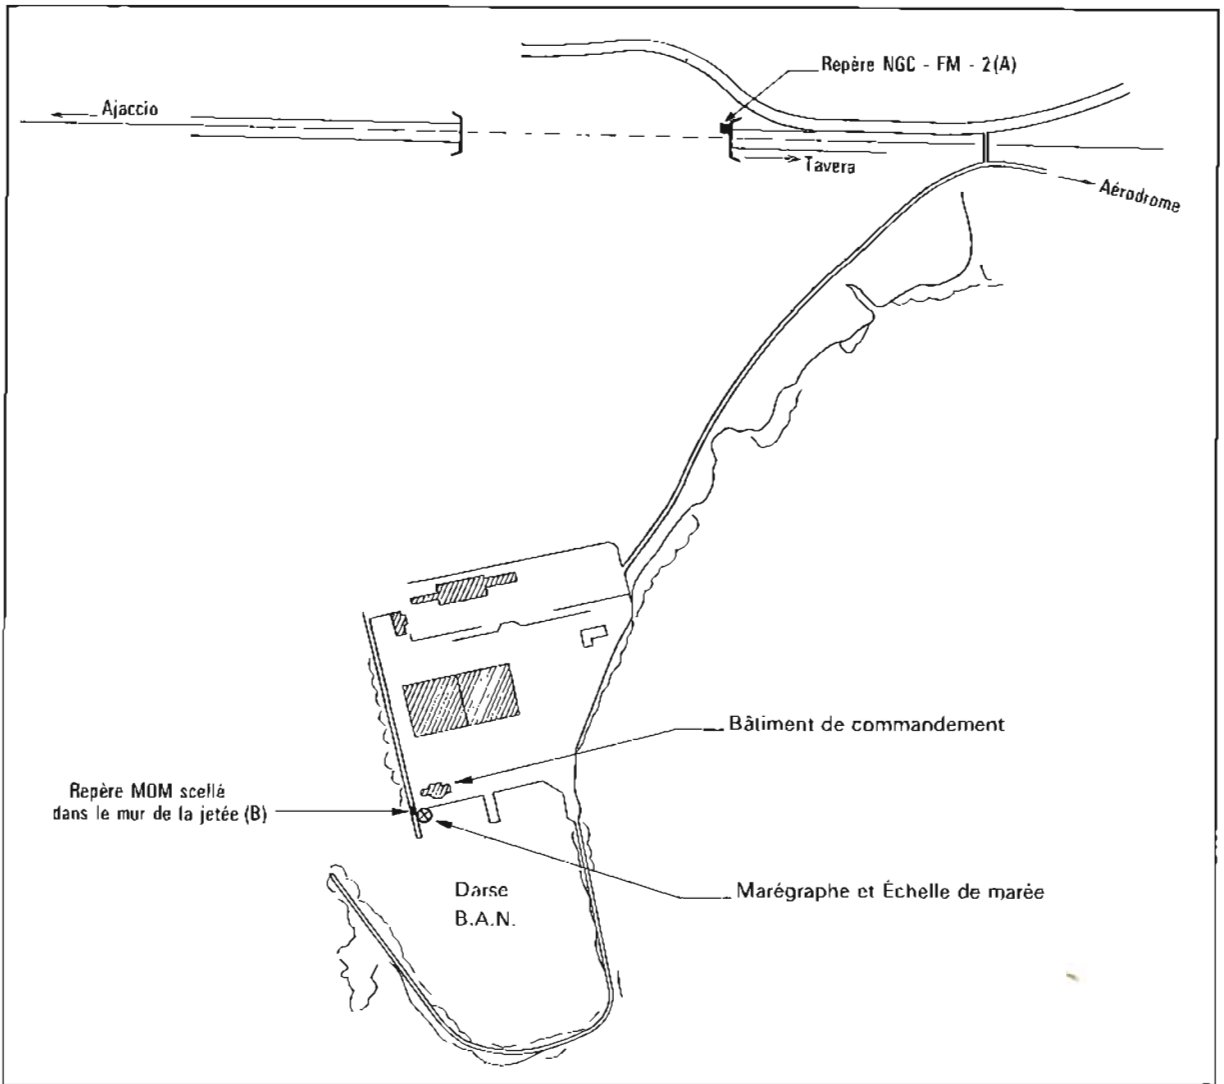 Repère NGC - FM - 2(A)
Ajaccio
Tavera
Aérodrome
Bâtiment de commandement
Repère MOM scellé
dans le mur de la jetée (B)
Marégraphe et Échelle de marée
Darse
B.A.N.